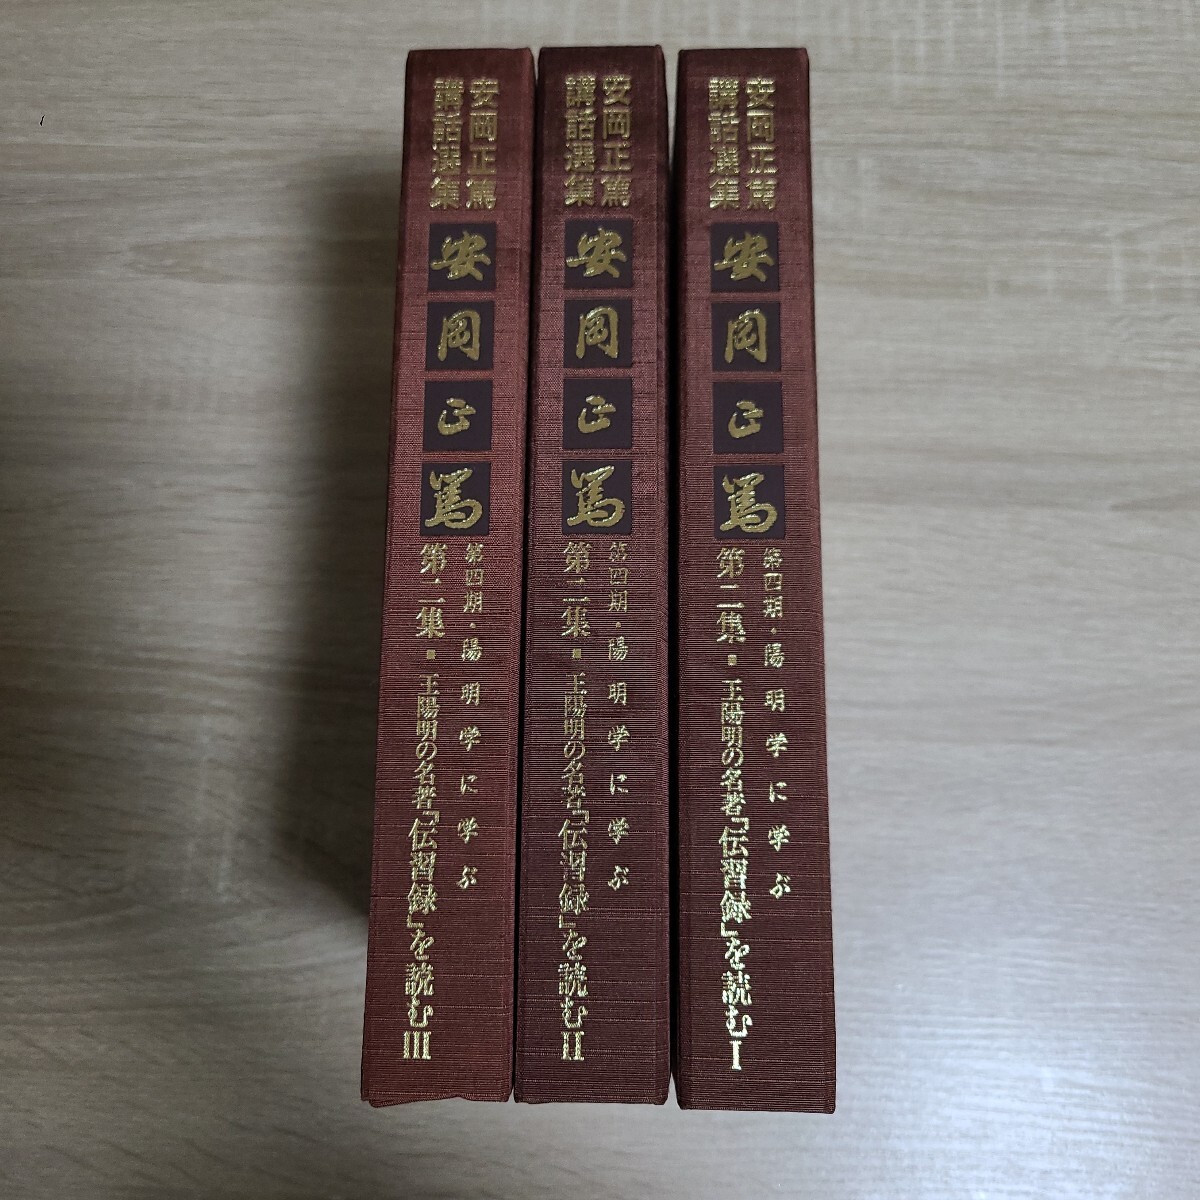 安岡正篤
講話選集
安岡正篤
第四期・陽明学に学ぶ
第二集▪王陽明の名著『伝習録』を読むI
安岡正篤
講話選集
安岡正篤
第四期・陽明学に学ぶ
第二集▪王陽明の名著『伝習録』を読むII
安岡正篤
講話選集
安岡正篤
第四期・陽明学に学ぶ
第二集▪王陽明の名著『伝習録』を読むIII